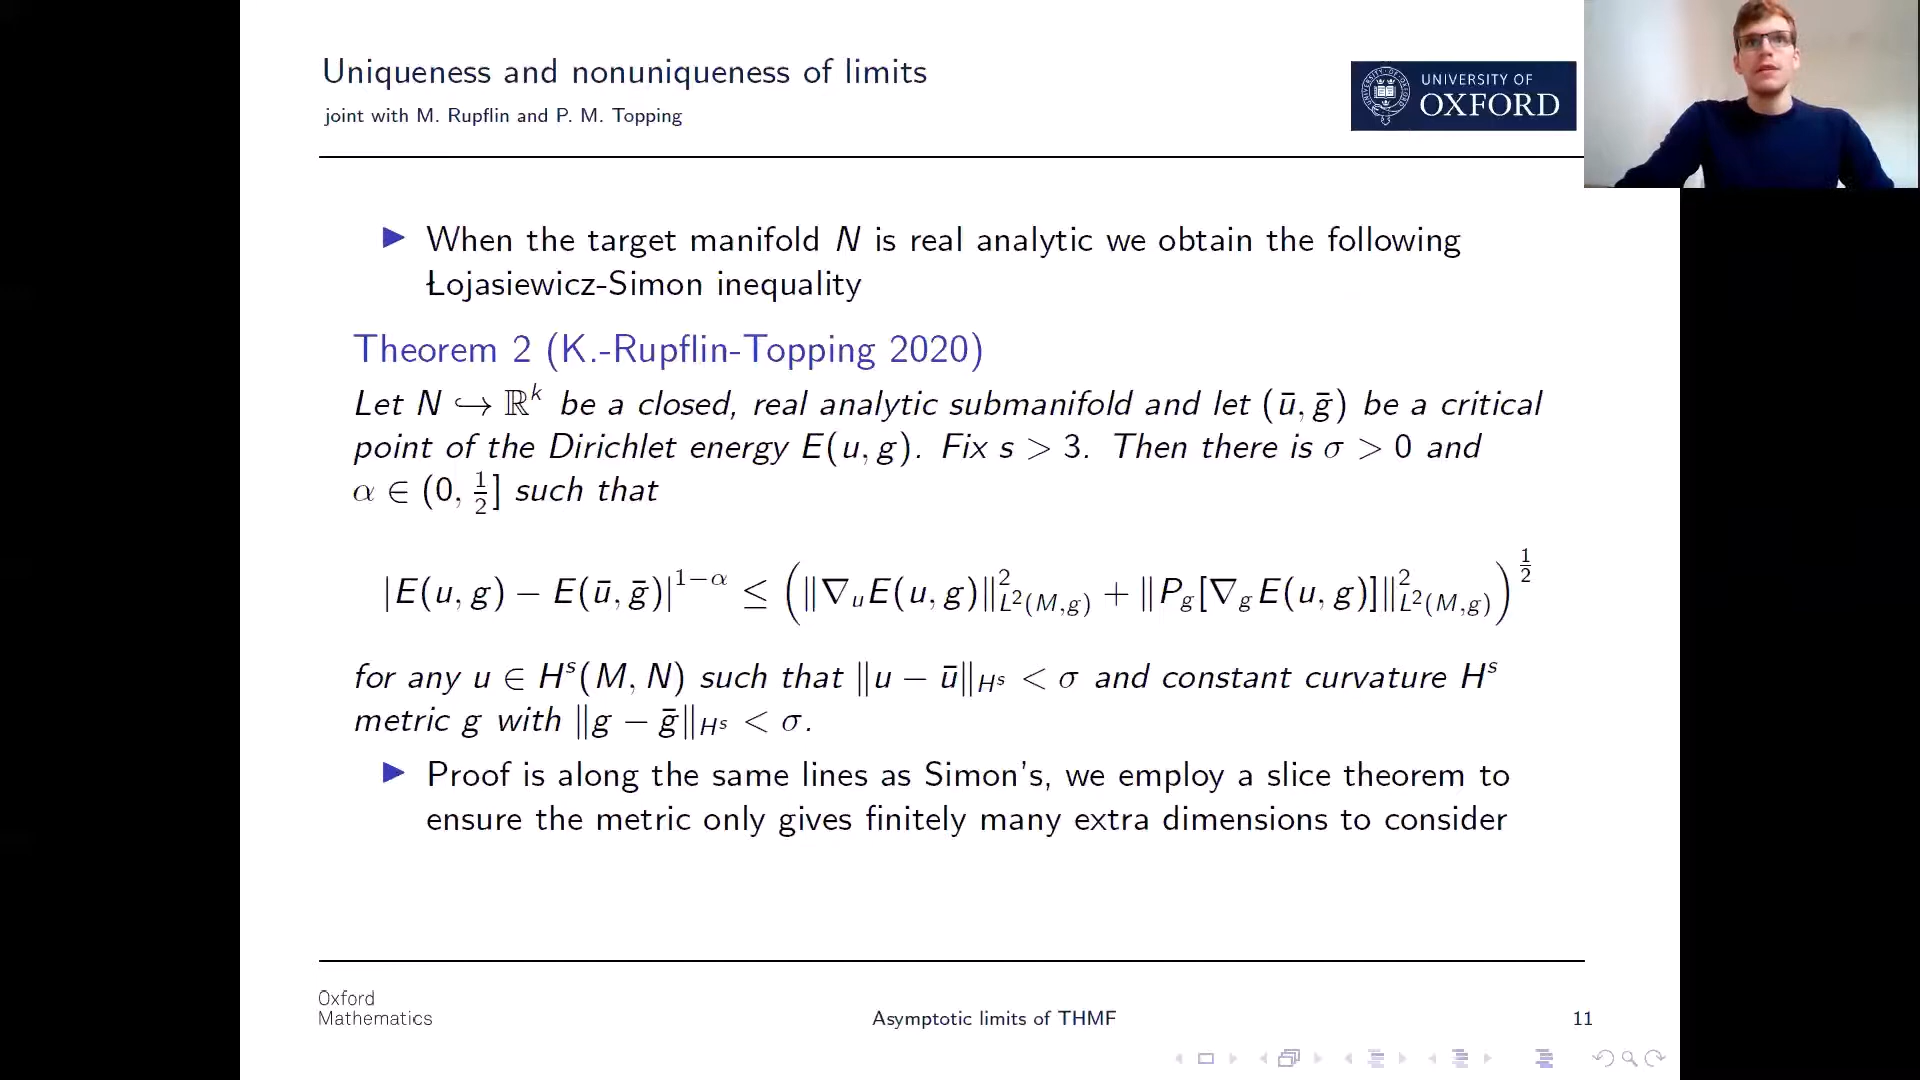 Uniqueness and nonuniqueness of limits
joint with M. Rupflin and P. M. Topping
UNIVERSITY OF
OXFORD
▶ When the target manifold N is real analytic we obtain the following
Łojasiewicz-Simon inequality
Theorem 2 (K.-Rupflin-Topping 2020)
Let N ↪ ℝ^k be a closed, real analytic submanifold and let (ū, ḡ) be a critical
point of the Dirichlet energy E(u, g). Fix s > 3. Then there is σ > 0 and
α ∈ (0, 1/2] such that
|E(u, g) − E(ū, ḡ)|^{1−α} ≤ (‖∇_u E(u, g)‖²_{L²(M,g)} + ‖P_g[∇_g E(u, g)]‖²_{L²(M,g)})^{1/2}
for any u ∈ H^s(M, N) such that ‖u − ū‖_{H^s} < σ and constant curvature H^s
metric g with ‖g − ḡ‖_{H^s} < σ.
▶ Proof is along the same lines as Simon's, we employ a slice theorem to
ensure the metric only gives finitely many extra dimensions to consider
Oxford
Mathematics
Asymptotic limits of THMF
11